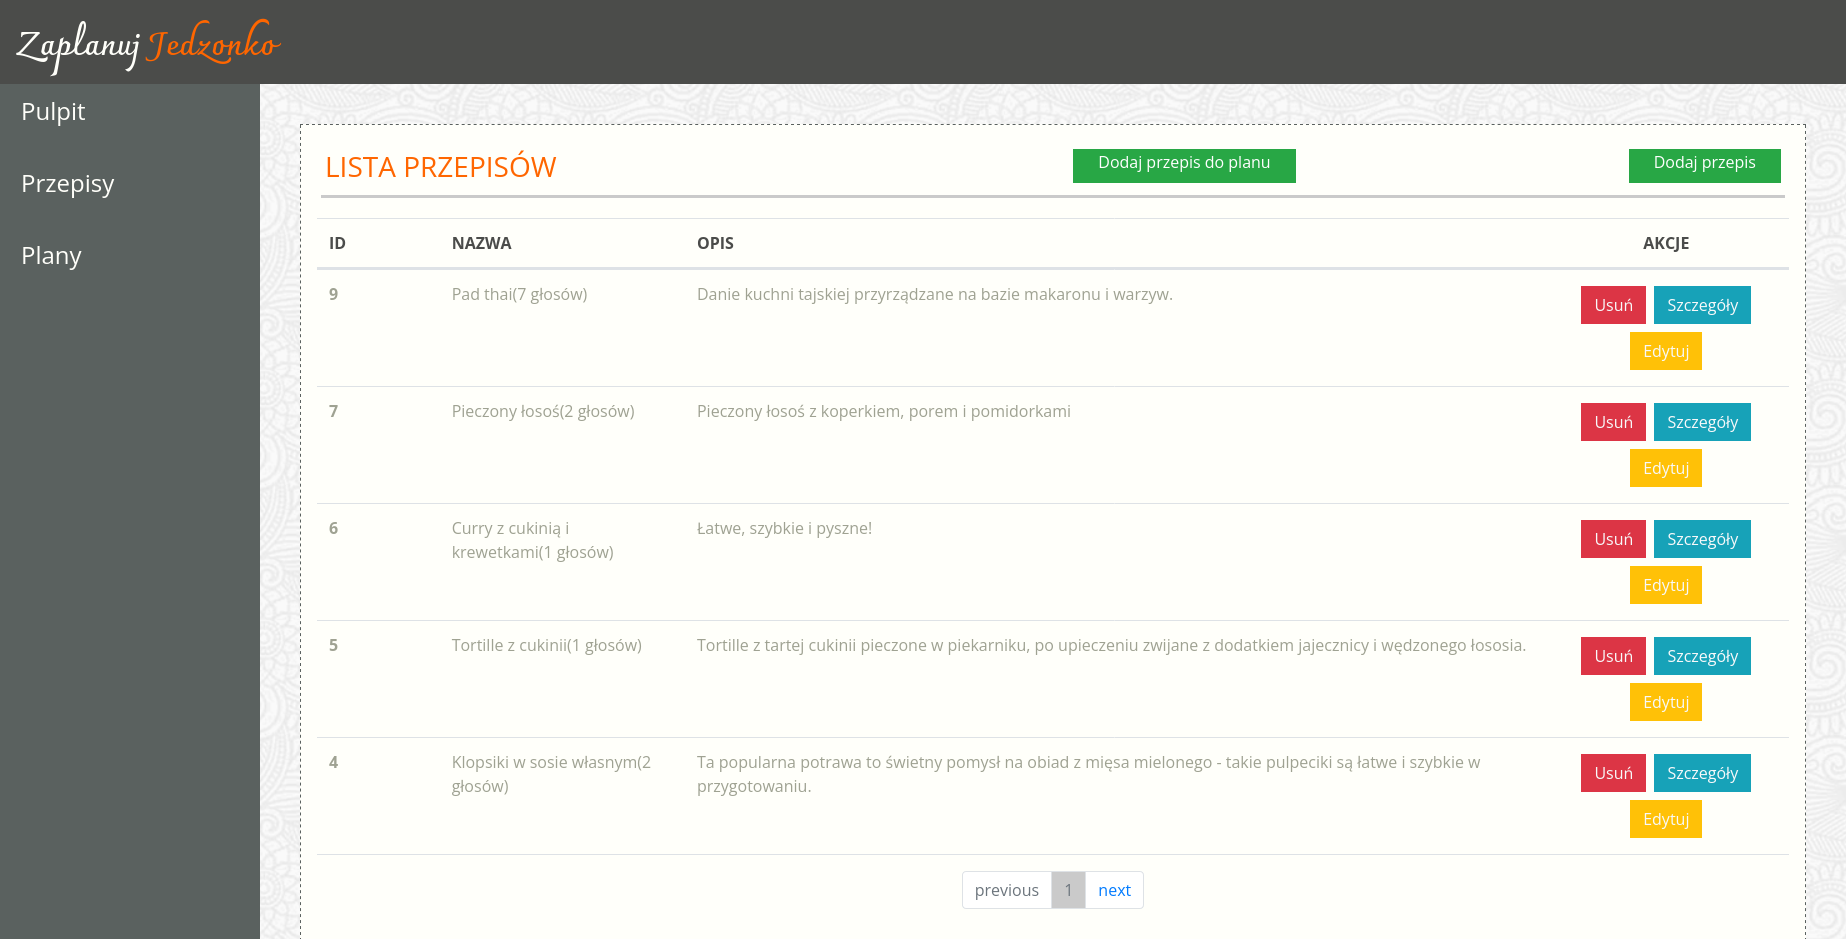 Zaplanuj Jedzonko
Pulpit
Przepisy
Plany
LISTA PRZEPISÓW
Dodaj przepis do planu
Dodaj przepis
ID NAZWA OPIS AKCJE
9 Pad thai(7 głosów) Danie kuchni tajskiej przyrządzane na bazie makaronu i warzyw.
Usuń Szczegóły
Edytuj
7 Pieczony łosoś(2 głosów) Pieczony łosoś z koperkiem, porem i pomidorkami
Usuń Szczegóły
Edytuj
6 Curry z cukinią i Łatwe, szybkie i pyszne!
krewetkami(1 głosów)
Usuń Szczegóły
Edytuj
5 Tortille z cukinii(1 głosów) Tortille z tartej cukinii pieczone w piekarniku, po upieczeniu zwijane z dodatkiem jajecznicy i wędzonego łososia.
Usuń Szczegóły
Edytuj
4 Klopsiki w sosie własnym(2 Ta popularna potrawa to świetny pomysł na obiad z mięsa mielonego - takie pulpeciki są łatwe i szybkie w
głosów) przygotowaniu.
Usuń Szczegóły
Edytuj
previous 1 next